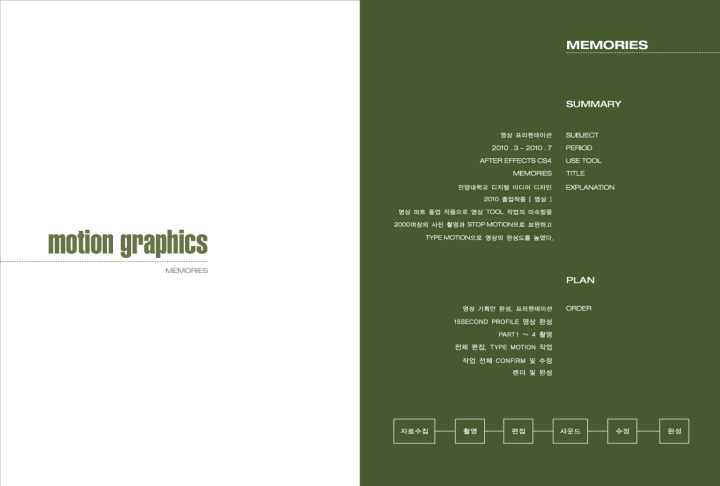 motion graphics
MEMORIES
MEMORIES
SUMMARY
영상 프리젠테이션 SUBJECT
2010 . 3 ~ 2010 . 7 PERIOD
AFTER EFFECTS CS4 USE TOOL
MEMORIES TITLE
안양대학교 디지털 미디어 디자인 EXPLANATION
2010 졸업작품 [ 영상 ]
영상 파트 졸업 작품으로 영상 TOOL 작업의 미숙함을
2000여장의 사진 촬영과 STOP MOTION으로 보완하고
TYPE MOTION으로 영상의 완성도를 높였다.
PLAN
영상 기획안 완성, 프리젠테이션 ORDER
15SECOND PROFILE 영상 완성
PART1 ~ 4 촬영
전체 편집, TYPE MOTION 작업
작업 전체 CONFIRM 및 수정
렌더 및 완성
자료수집 촬영 편집 사운드 수정 완성